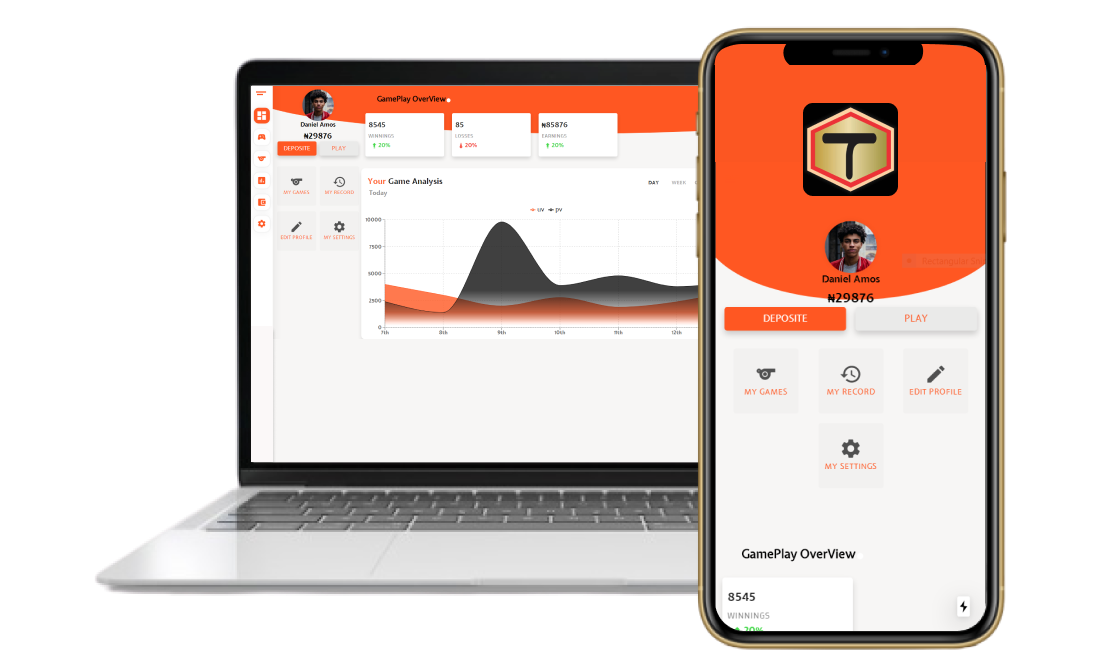 GamePlay OverView
Daniel Amos
₦29876
DEPOSITE
PLAY
8545
WINNINGS
20%
85
LOSSES
20%
₦85876
EARNINGS
20%
MY GAMES
MY RECORD
EDIT PROFILE
MY SETTINGS
Your Game Analysis
Today
DAY
WEEK
uv
pv
10000
7500
5000
2500
0
7th
8th
9th
10th
11th
12th
T
Daniel Amos
₦29876
DEPOSITE
PLAY
MY GAMES
MY RECORD
EDIT PROFILE
MY SETTINGS
GamePlay OverView
8545
WINNINGS
20%